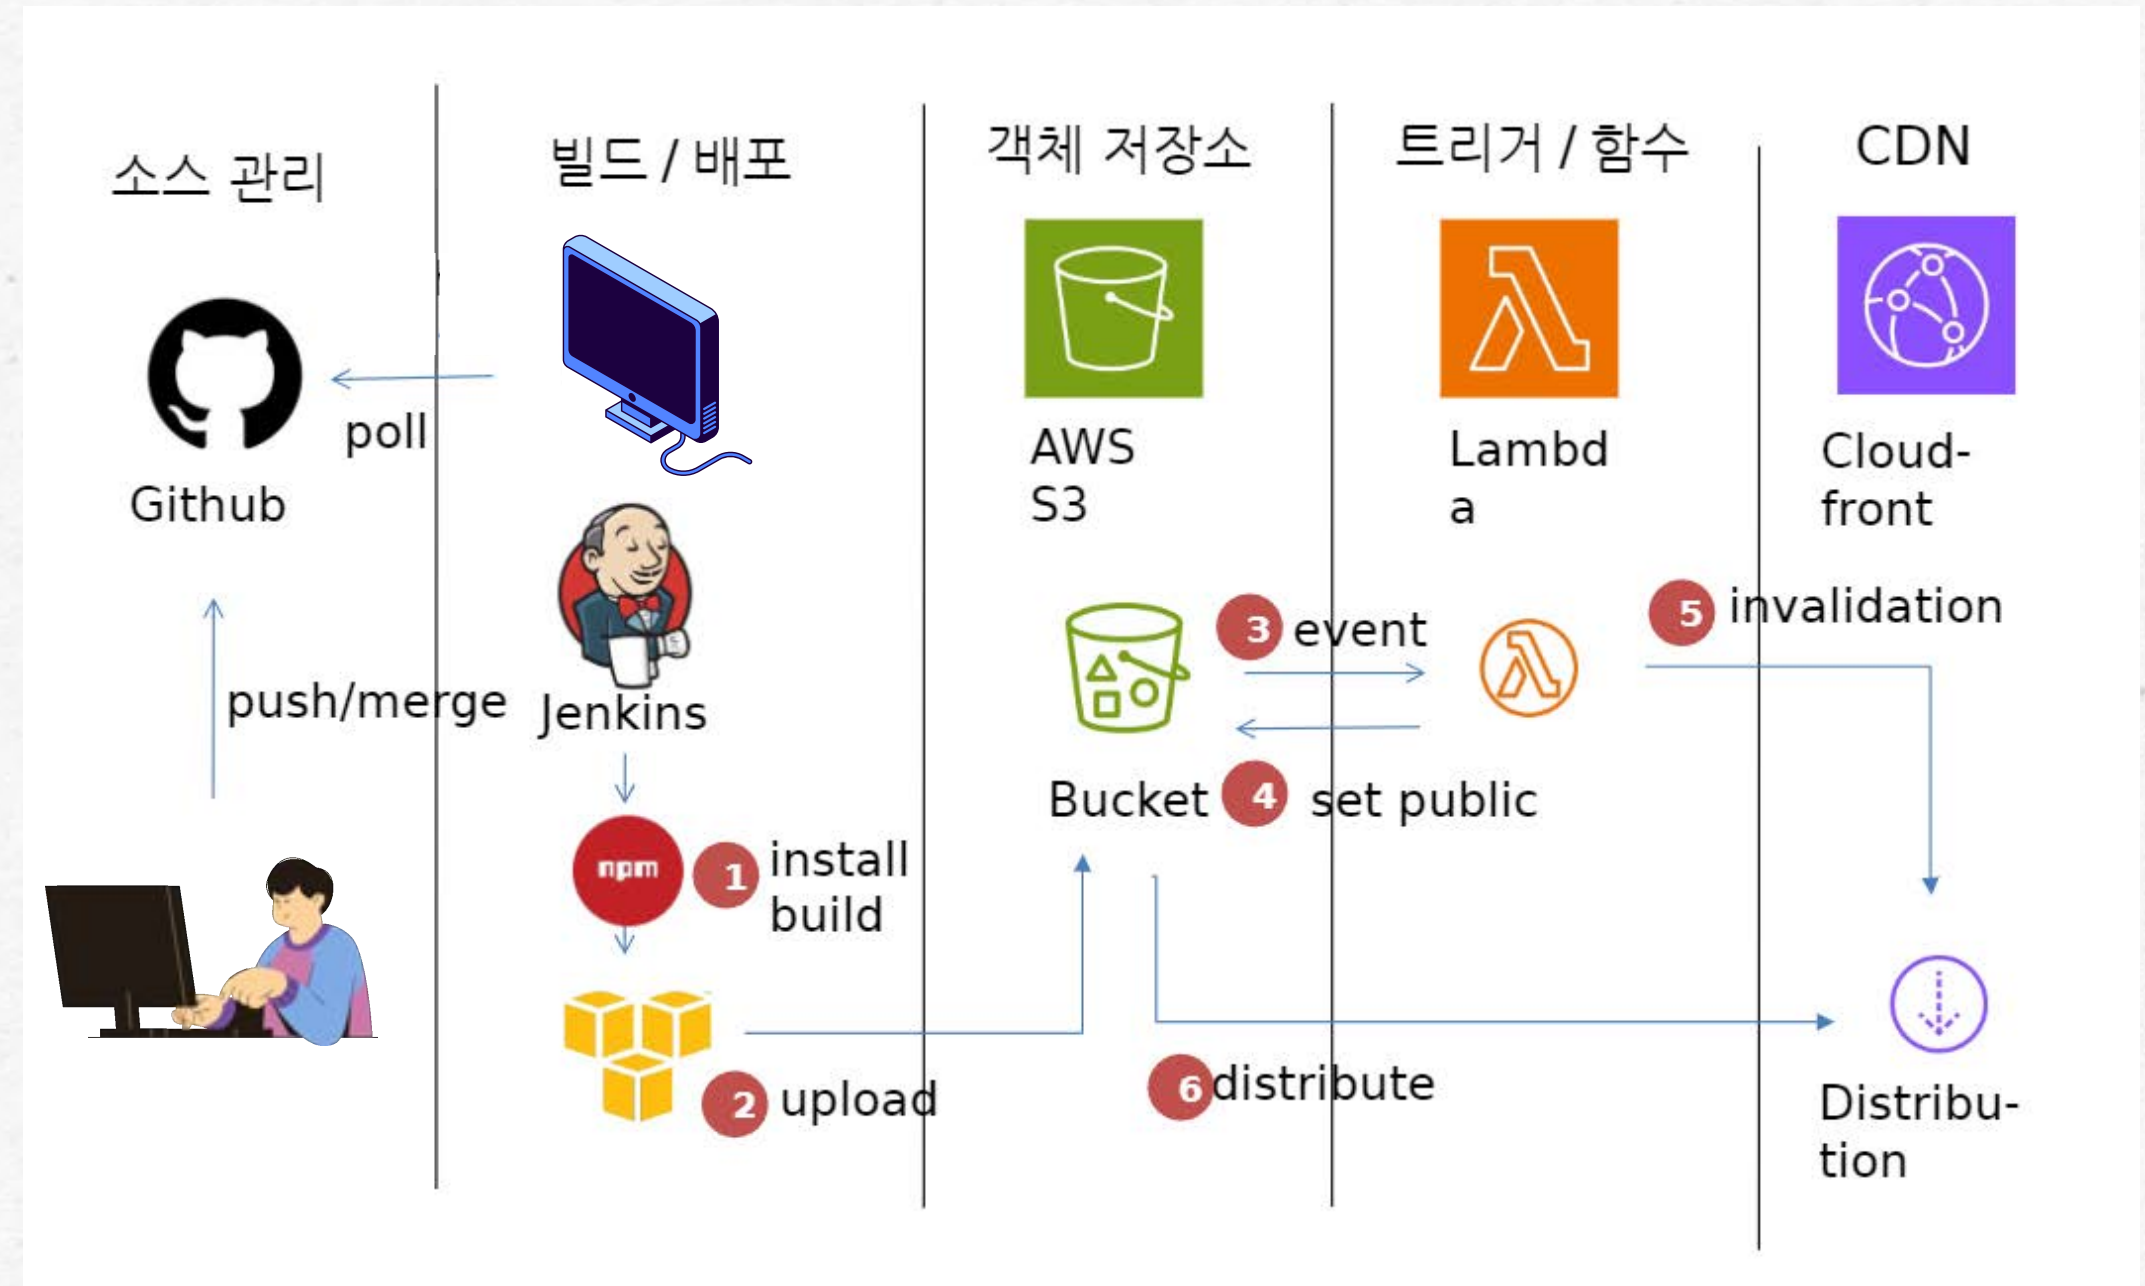 소스 관리
Github
poll
push/merge
빌드 / 배포
Jenkins
npm
1
install
build
2
upload
객체 저장소
AWS
S3
3
event
Bucket
4
set public
6
distribute
트리거 / 함수
Lambd
a
5
invalidation
CDN
Cloud-
front
Distribu-
tion